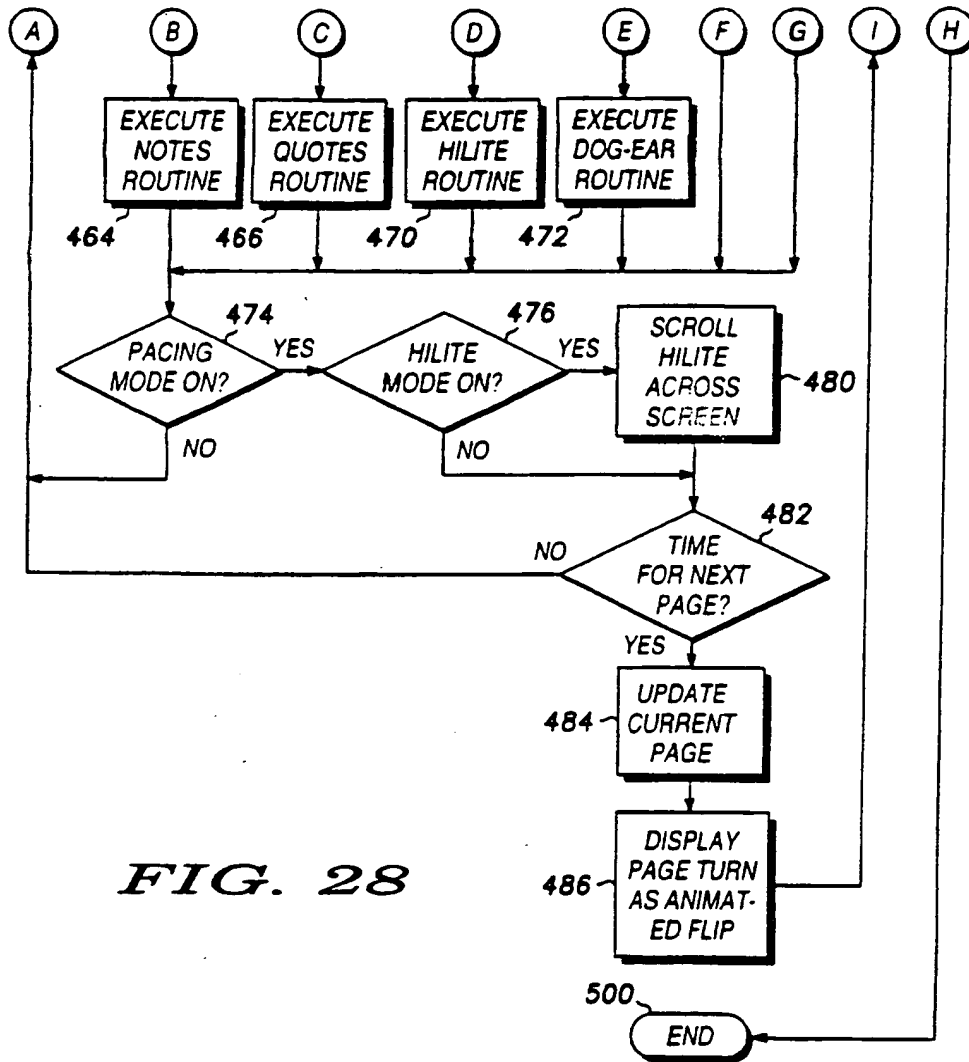 A B C D E F G I H
EXECUTE
NOTES
ROUTINE
464
EXECUTE
QUOTES
ROUTINE
466
EXECUTE
HILITE
ROUTINE
470
EXECUTE
DOG-EAR
ROUTINE
472
PACING
MODE ON?
474
YES
NO
HILITE
MODE ON?
476
YES
NO
SCROLL
HILITE
ACROSS
SCREEN
480
TIME
FOR NEXT
PAGE?
482
NO
YES
UPDATE
CURRENT
PAGE
484
DISPLAY
PAGE TURN
AS ANIMAT-
ED FLIP
486
FIG. 28
500
END